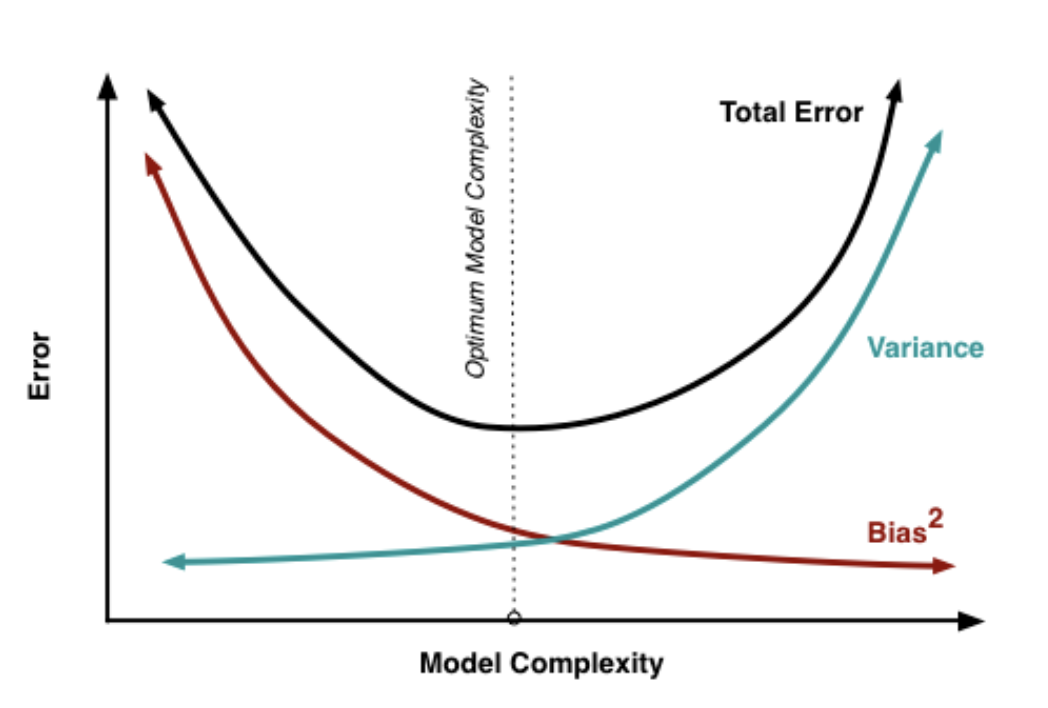 Optimum Model Complexity
Total Error
Variance
Error
Bias²
Model Complexity